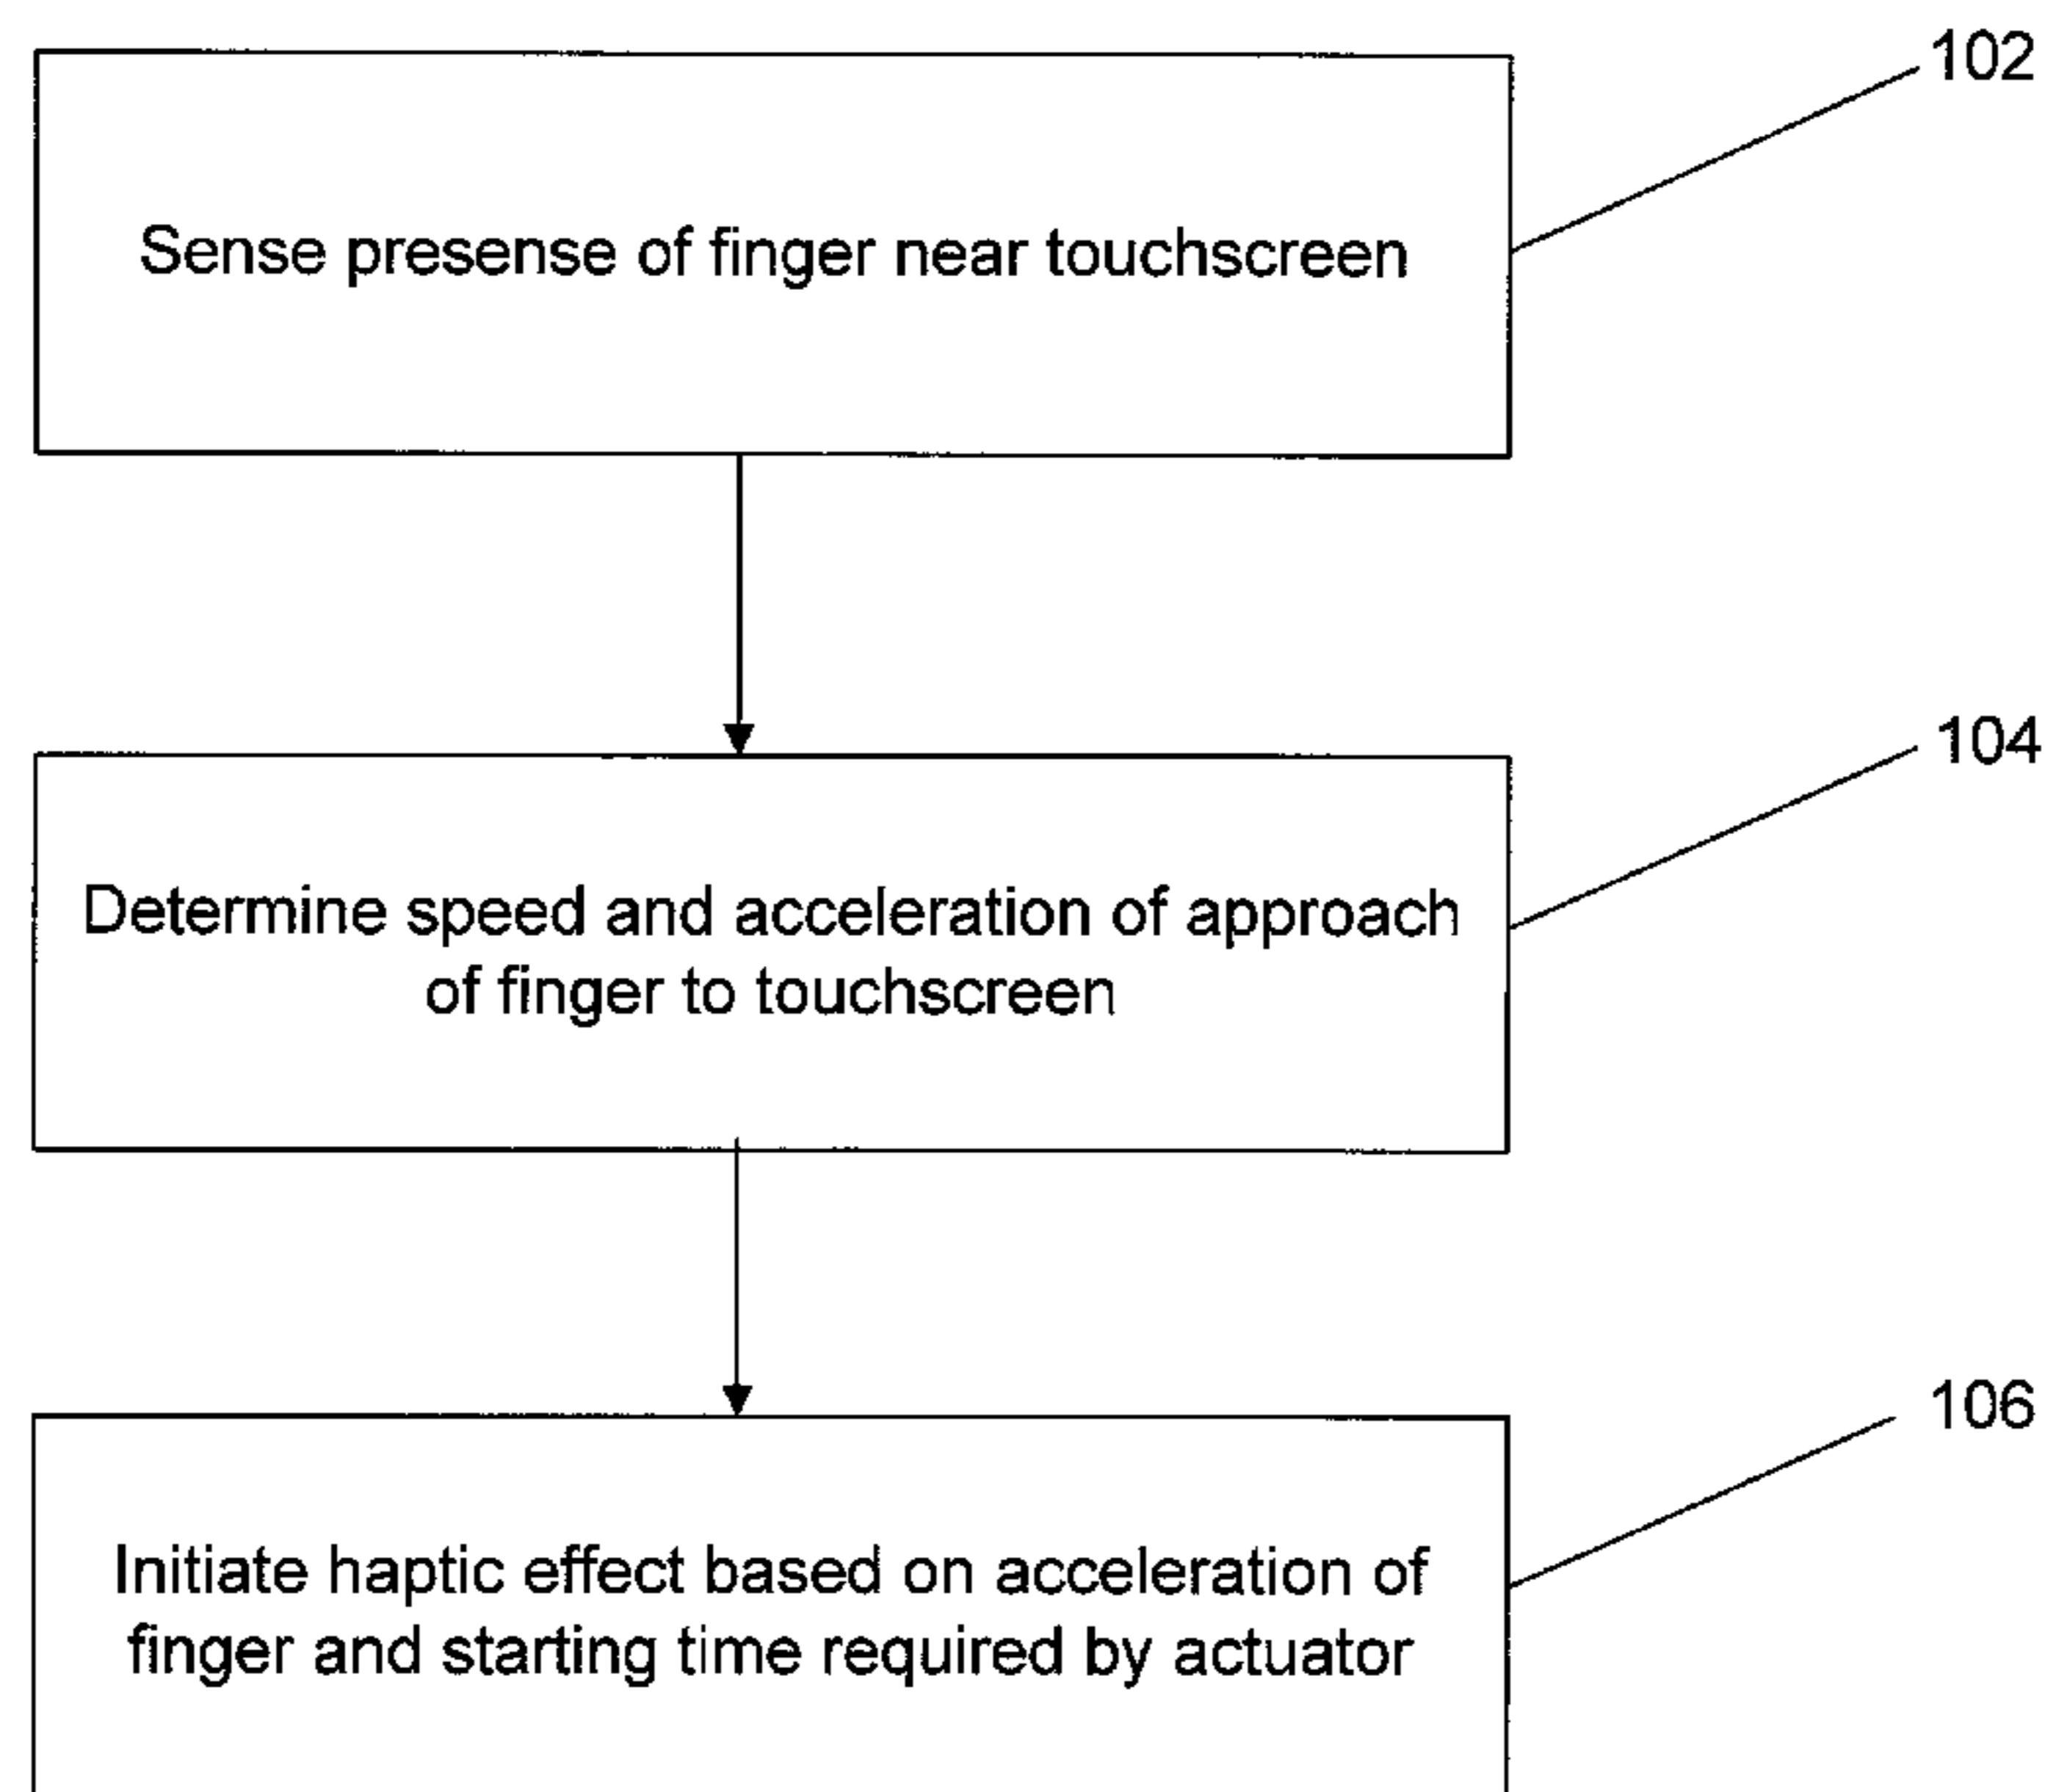 102
Sense presense of finger near touchscreen
104
Determine speed and acceleration of approach
of finger to touchscreen
106
Initiate haptic effect based on acceleration of
finger and starting time required by actuator